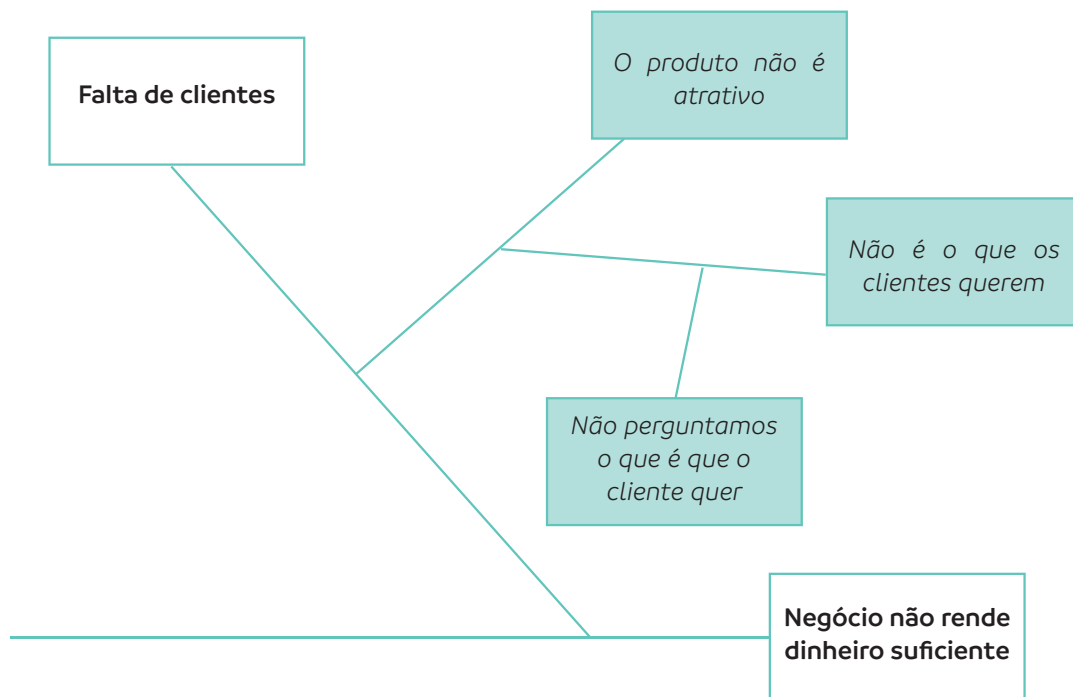 Falta de clientes
O produto não é
atrativo
Não é o que os
clientes querem
Não perguntamos
o que é que o
cliente quer
Negócio não rende
dinheiro suficiente